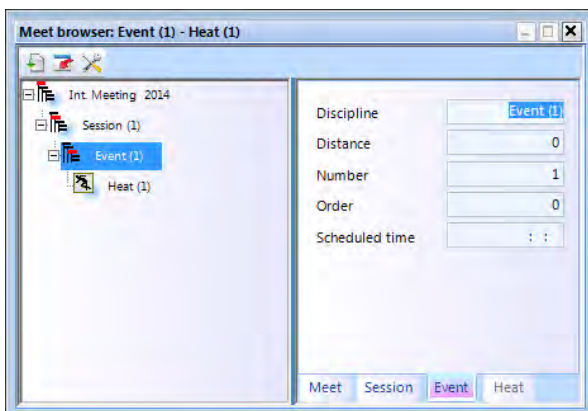 Meet browser: Event (1) - Heat (1)
Int. Meeting 2014
Session (1)
Event (1)
Heat (1)
Discipline Event (1)
Distance 0
Number 1
Order 0
Scheduled time : :
Meet Session Event Heat